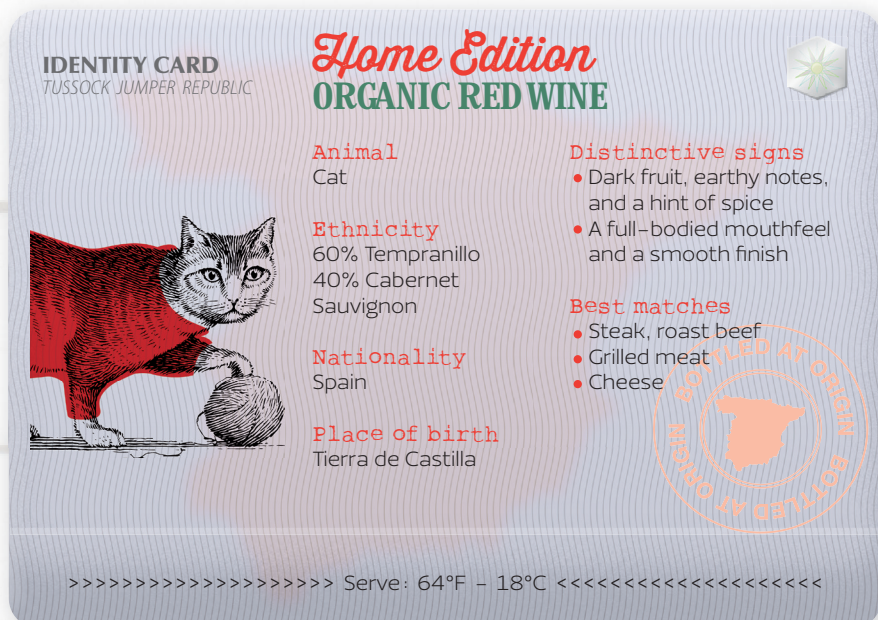 IDENTITY CARD
TUSSOCK JUMPER REPUBLIC
Home Edition
ORGANIC RED WINE
Animal
Cat
Ethnicity
60% Tempranillo
40% Cabernet
Sauvignon
Nationality
Spain
Place of birth
Tierra de Castilla
Distinctive signs
• Dark fruit, earthy notes,
and a hint of spice
• A full-bodied mouthfeel
and a smooth finish
Best matches
• Steak, roast beef
• Grilled meat
• Cheese
BOTTLED AT ORIGIN
BOTTLED AT ORIGIN
>>>>>>>>>>>>>>>>>>>> Serve: 64°F – 18°C <<<<<<<<<<<<<<<<<<<<